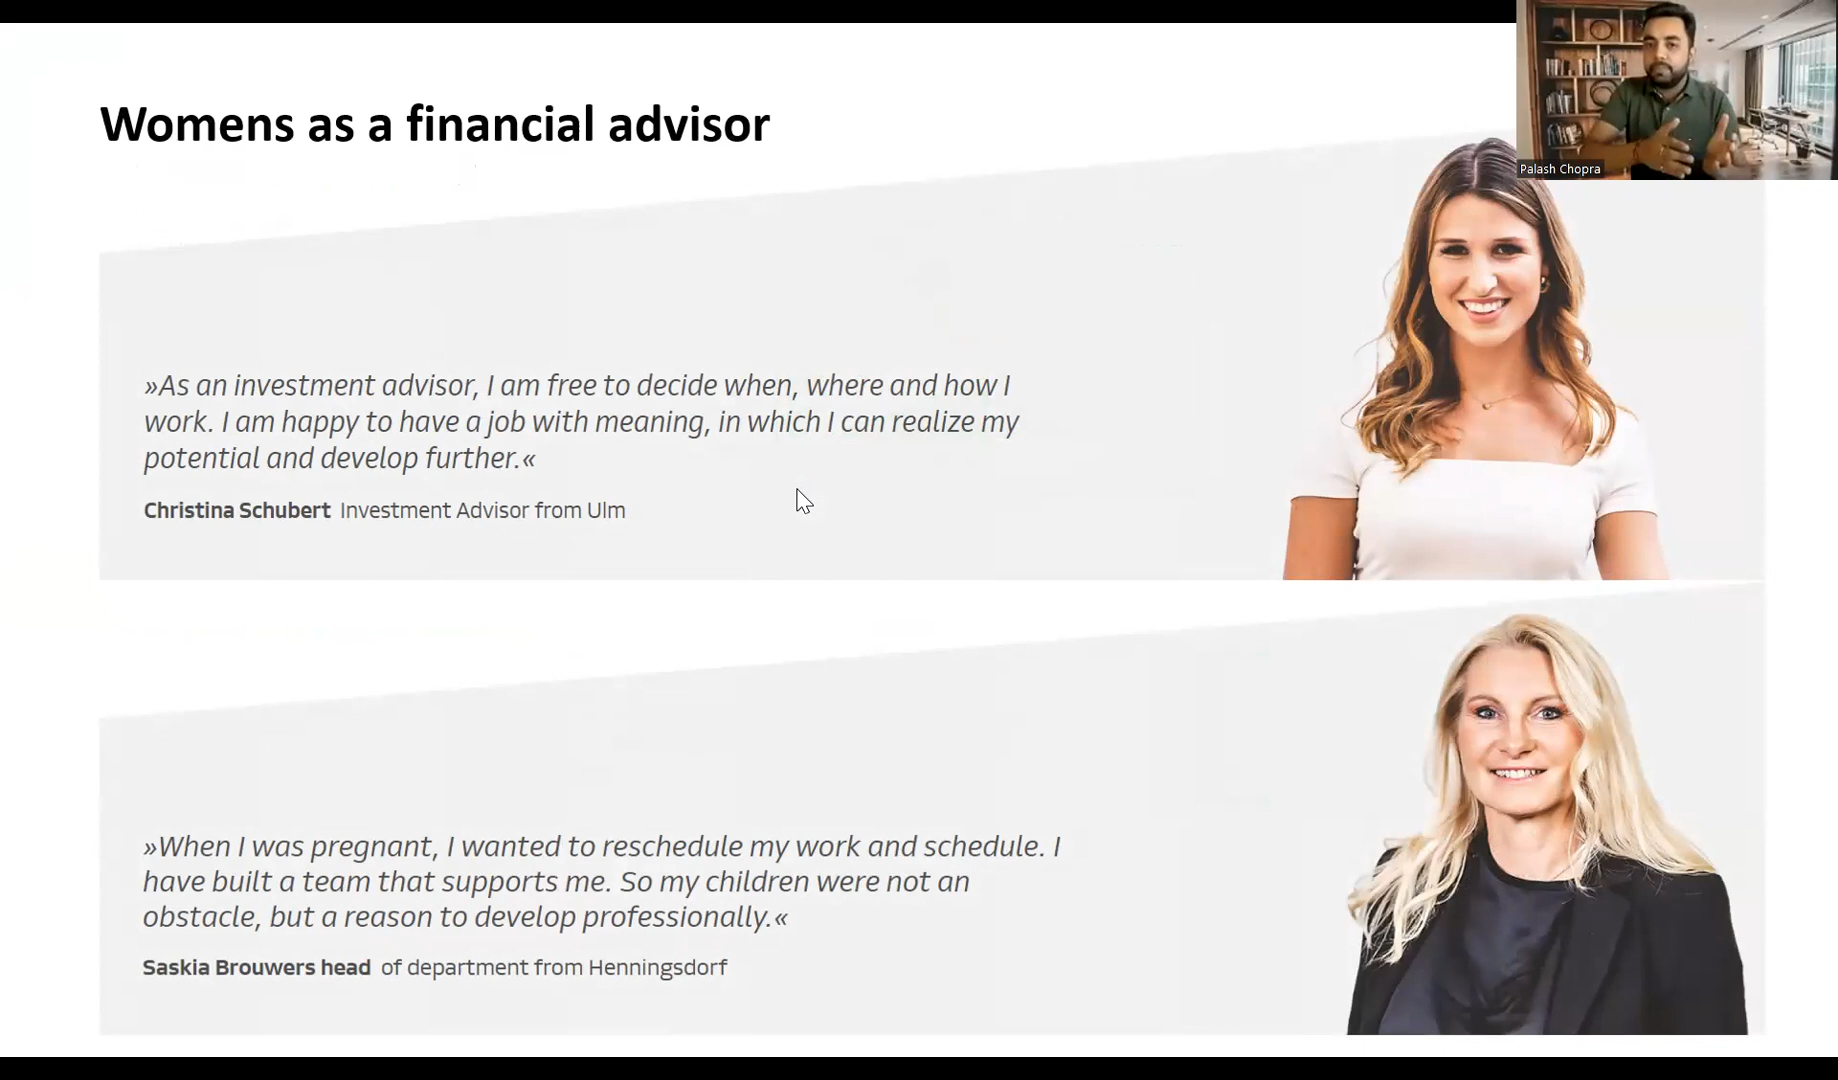 Womens as a financial advisor
Palash Chopra
»As an investment advisor, I am free to decide when, where and how I
work. I am happy to have a job with meaning, in which I can realize my
potential and develop further.«
Christina Schubert Investment Advisor from Ulm
»When I was pregnant, I wanted to reschedule my work and schedule. I
have built a team that supports me. So my children were not an
obstacle, but a reason to develop professionally.«
Saskia Brouwers head of department from Henningsdorf